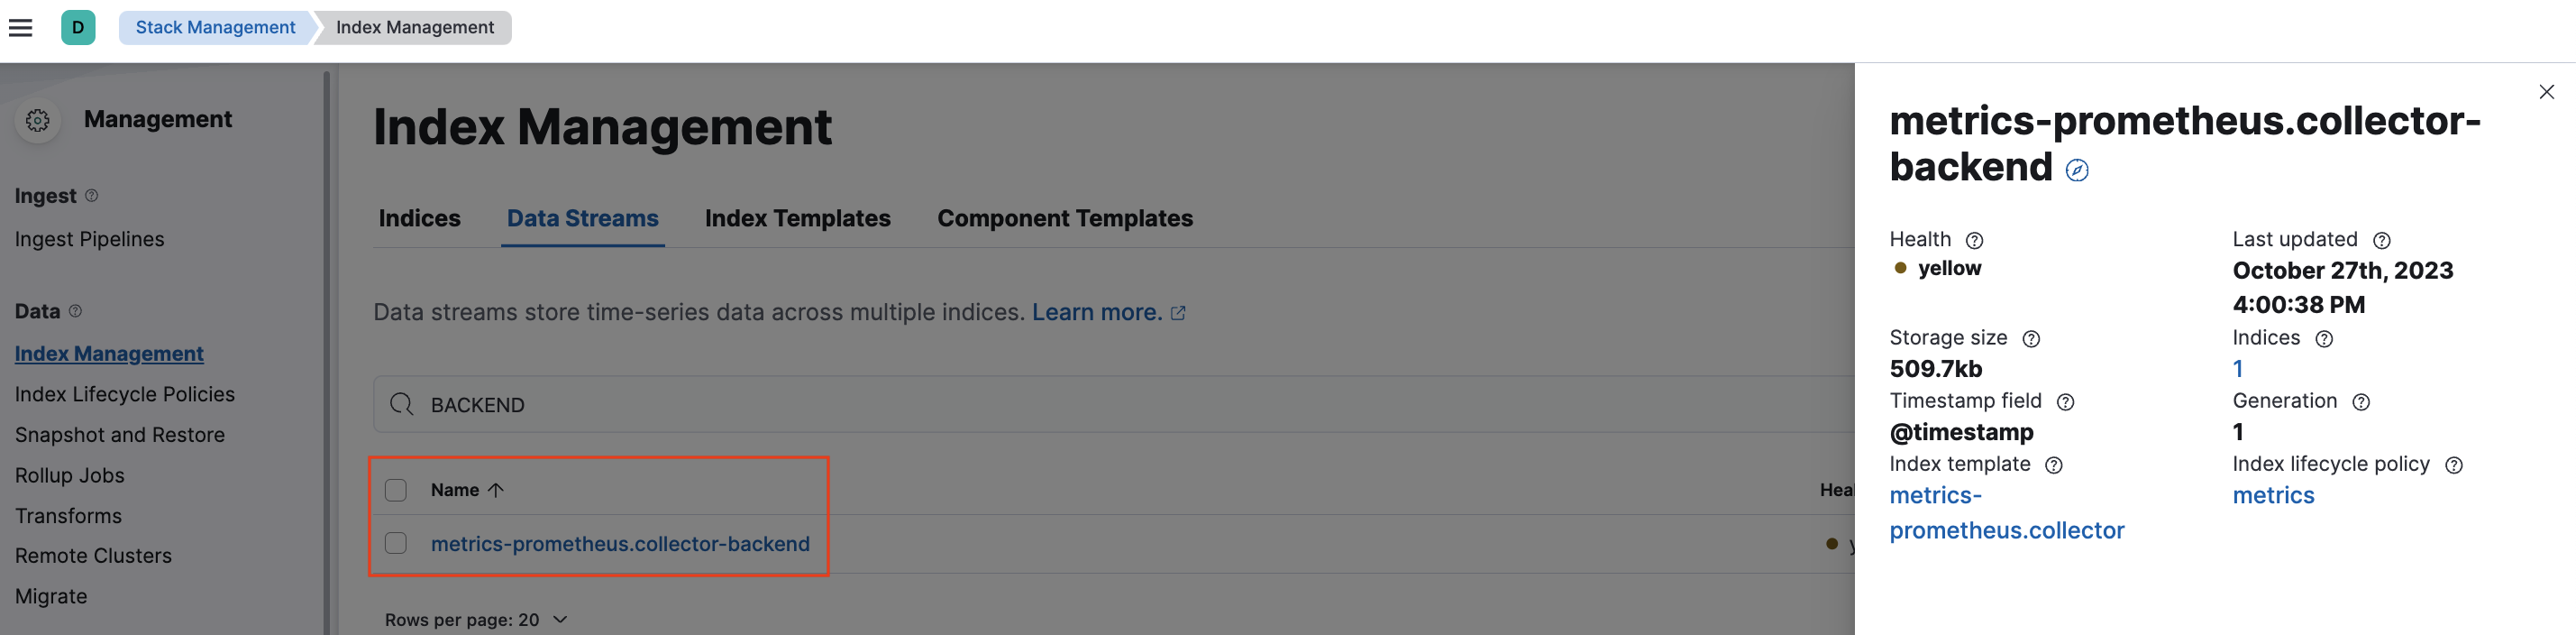 D
Stack Management
Index Management
Management
Ingest
Ingest Pipelines
Data
Index Management
Index Lifecycle Policies
Snapshot and Restore
Rollup Jobs
Transforms
Remote Clusters
Migrate
Index Management
Indices Data Streams Index Templates Component Templates
Data streams store time-series data across multiple indices. Learn more.
BACKEND
Name
metrics-prometheus.collector-backend
Rows per page: 20
metrics-prometheus.collector-
backend
Health
yellow
Last updated
October 27th, 2023
4:00:38 PM
Storage size
509.7kb
Indices
1
Timestamp field
@timestamp
Generation
1
Index template
metrics-
prometheus.collector
Index lifecycle policy
metrics